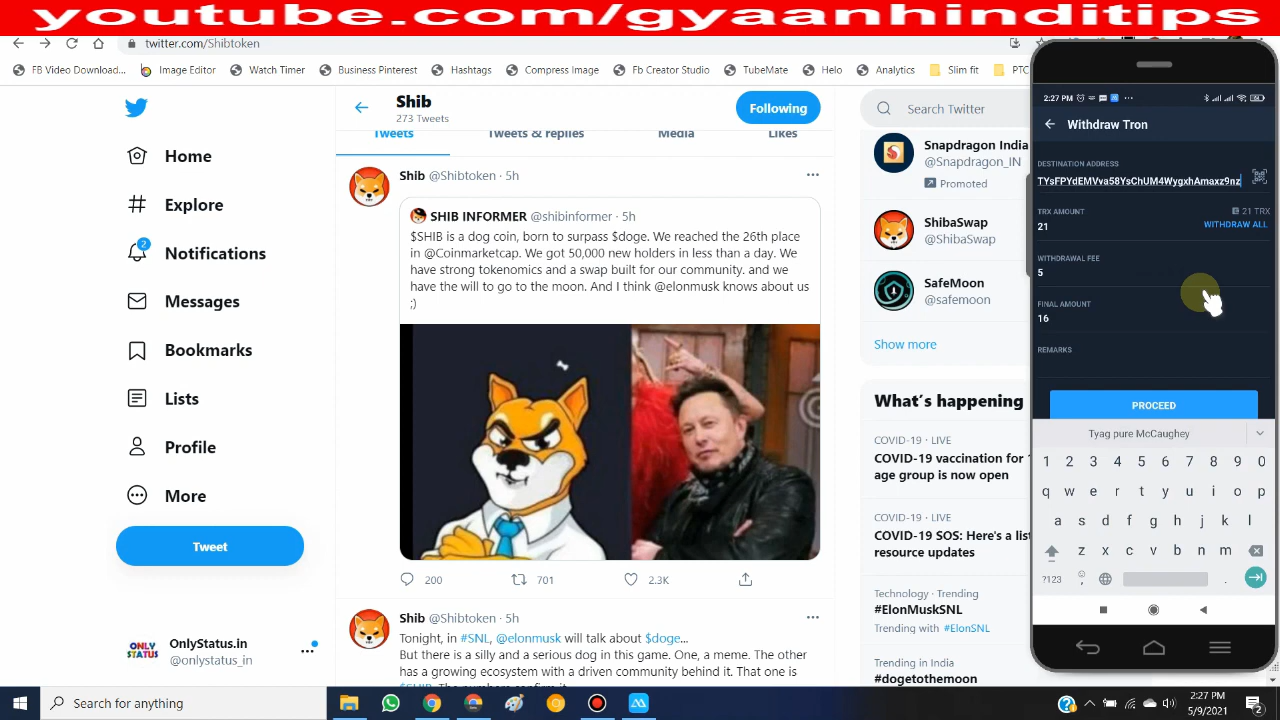 youtube.com/gyaanhinditips
twitter.com/Shibtoken
FB Video Download...
Image Editor
Watch Timer
Business Pinterest
Hashtags
Compress Image
Fb Creator Studio
TubeMate
Helo
Analytics
Slim fit
PTC
Home
Explore
2
Notifications
Messages
Bookmarks
Lists
Profile
More
Tweet
ONLY
STATUS
OnlyStatus.in
@onlystatus_in
Shib
273 Tweets
Following
Tweets
Tweets & replies
Media
Likes
Shib @Shibtoken · 5h
SHIB INFORMER @shibinformer · 5h
$SHIB is a dog coin, born to surpass $doge. We reached the 26th place
in @Coinmarketcap. We got 50,000 new holders in less than a day. We
have strong tokenomics and a swap built for our community. and we
have the will to go to the moon. And I think @elonmusk knows about us
;)
200
701
2.3K
Shib @Shibtoken · 5h
Tonight, in #SNL, @elonmusk will talk about $doge...
But there is a silly and a serious dog in this game. One, a meme. The other
has a growing ecosystem with a driven community behind it. That one is
Search Twitter
Snapdragon India
@Snapdragon_IN
Promoted
ShibaSwap
@ShibaSwap
SafeMoon
@safemoon
Show more
What's happening
COVID-19 · LIVE
COVID-19 vaccination for
age group is now open
COVID-19 · LIVE
COVID-19 SOS: Here's a list
resource updates
Technology · Trending
#ElonMuskSNL
Trending with #ElonSNL
Trending in India
#dogetothemoon
2:27 PM
Withdraw Tron
DESTINATION ADDRESS
TYsFPYdEMVva58YsChUM4WygxhAmaxz9nz
TRX AMOUNT
21 TRX
21
WITHDRAW ALL
WITHDRAWAL FEE
5
FINAL AMOUNT
16
REMARKS
PROCEED
Tyag pure McCaughey
1 2 3 4 5 6 7 8 9 0
q w e r t y u i o p
a s d f g h j k l
z x c v b n m
?123 , .
Search for anything
2:27 PM
5/9/2021
2